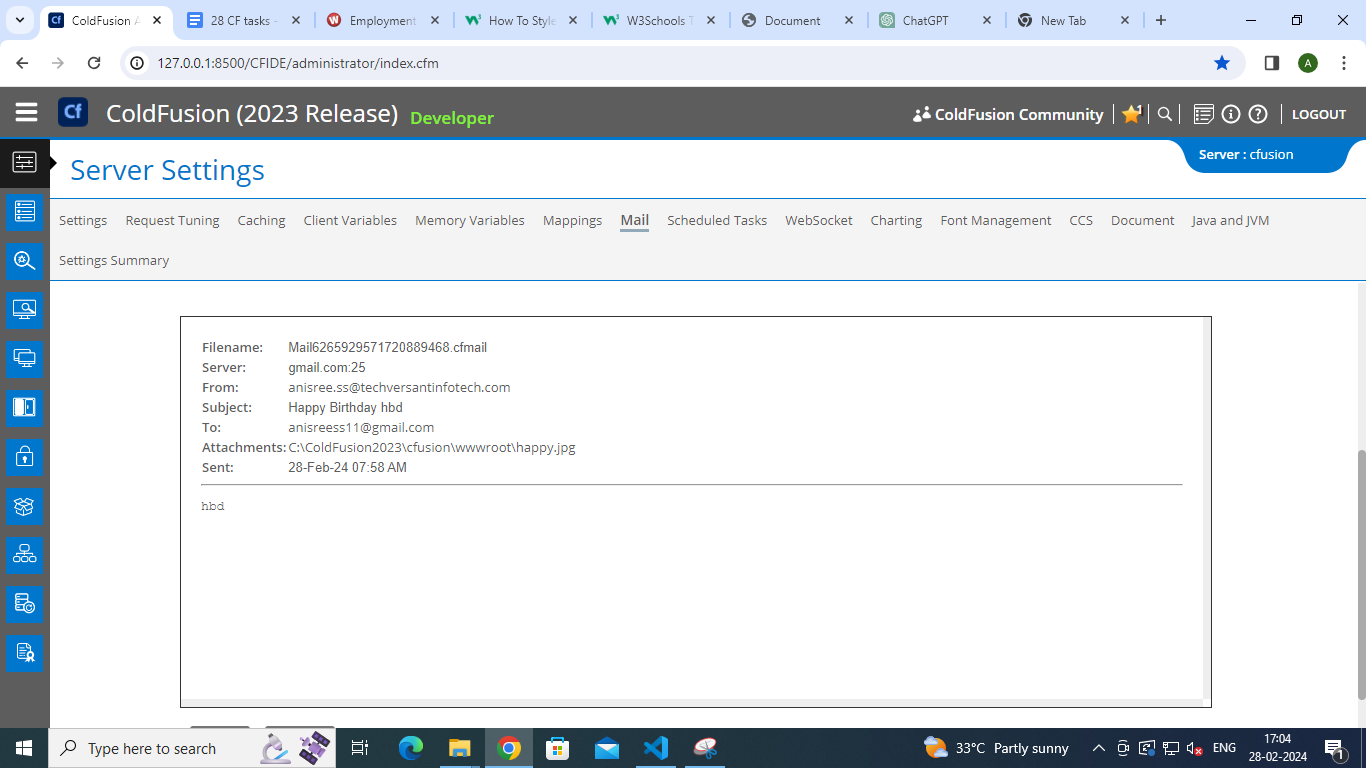 ColdFusion A
28 CF tasks -
Employment
How To Style
W3Schools T
Document
ChatGPT
New Tab
127.0.0.1:8500/CFIDE/administrator/index.cfm
A
Cf
ColdFusion (2023 Release) Developer
ColdFusion Community
1
LOGOUT
Server Settings
Server : cfusion
Settings Request Tuning Caching Client Variables Memory Variables Mappings Mail Scheduled Tasks WebSocket Charting Font Management CCS Document Java and JVM
Settings Summary
Filename: Mail6265929571720889468.cfmail
Server: gmail.com:25
From: anisree.ss@techversantinfotech.com
Subject: Happy Birthday hbd
To: anisreess11@gmail.com
Attachments: C:\ColdFusion2023\cfusion\wwwroot\happy.jpg
Sent: 28-Feb-24 07:58 AM
hbd
Type here to search
33°C Partly sunny
ENG
17:04
28-02-2024
1